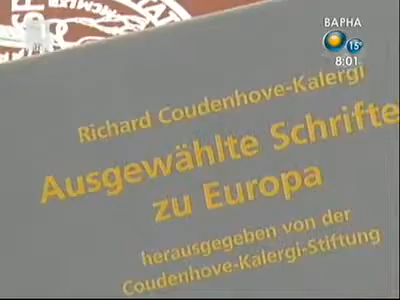 ВАРНА
15°
8:01
Richard Coudenhove-Kalergi
Ausgewählte Schrifte
zu Europa
herausgegeben von der
Coudenhove-Kalergi-Stiftung